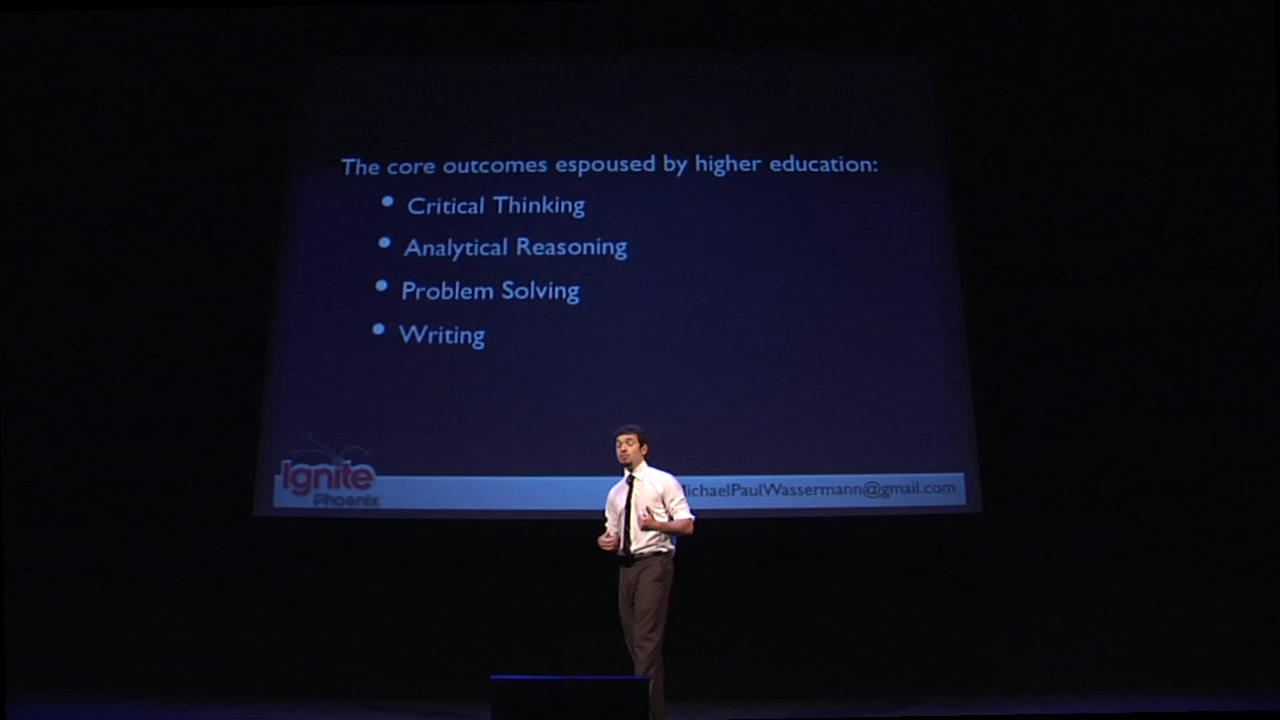 The core outcomes espoused by higher education:
• Critical Thinking
• Analytical Reasoning
• Problem Solving
• Writing
Ignite
Phoenix
ichaelPaulWassermann@gmail.com